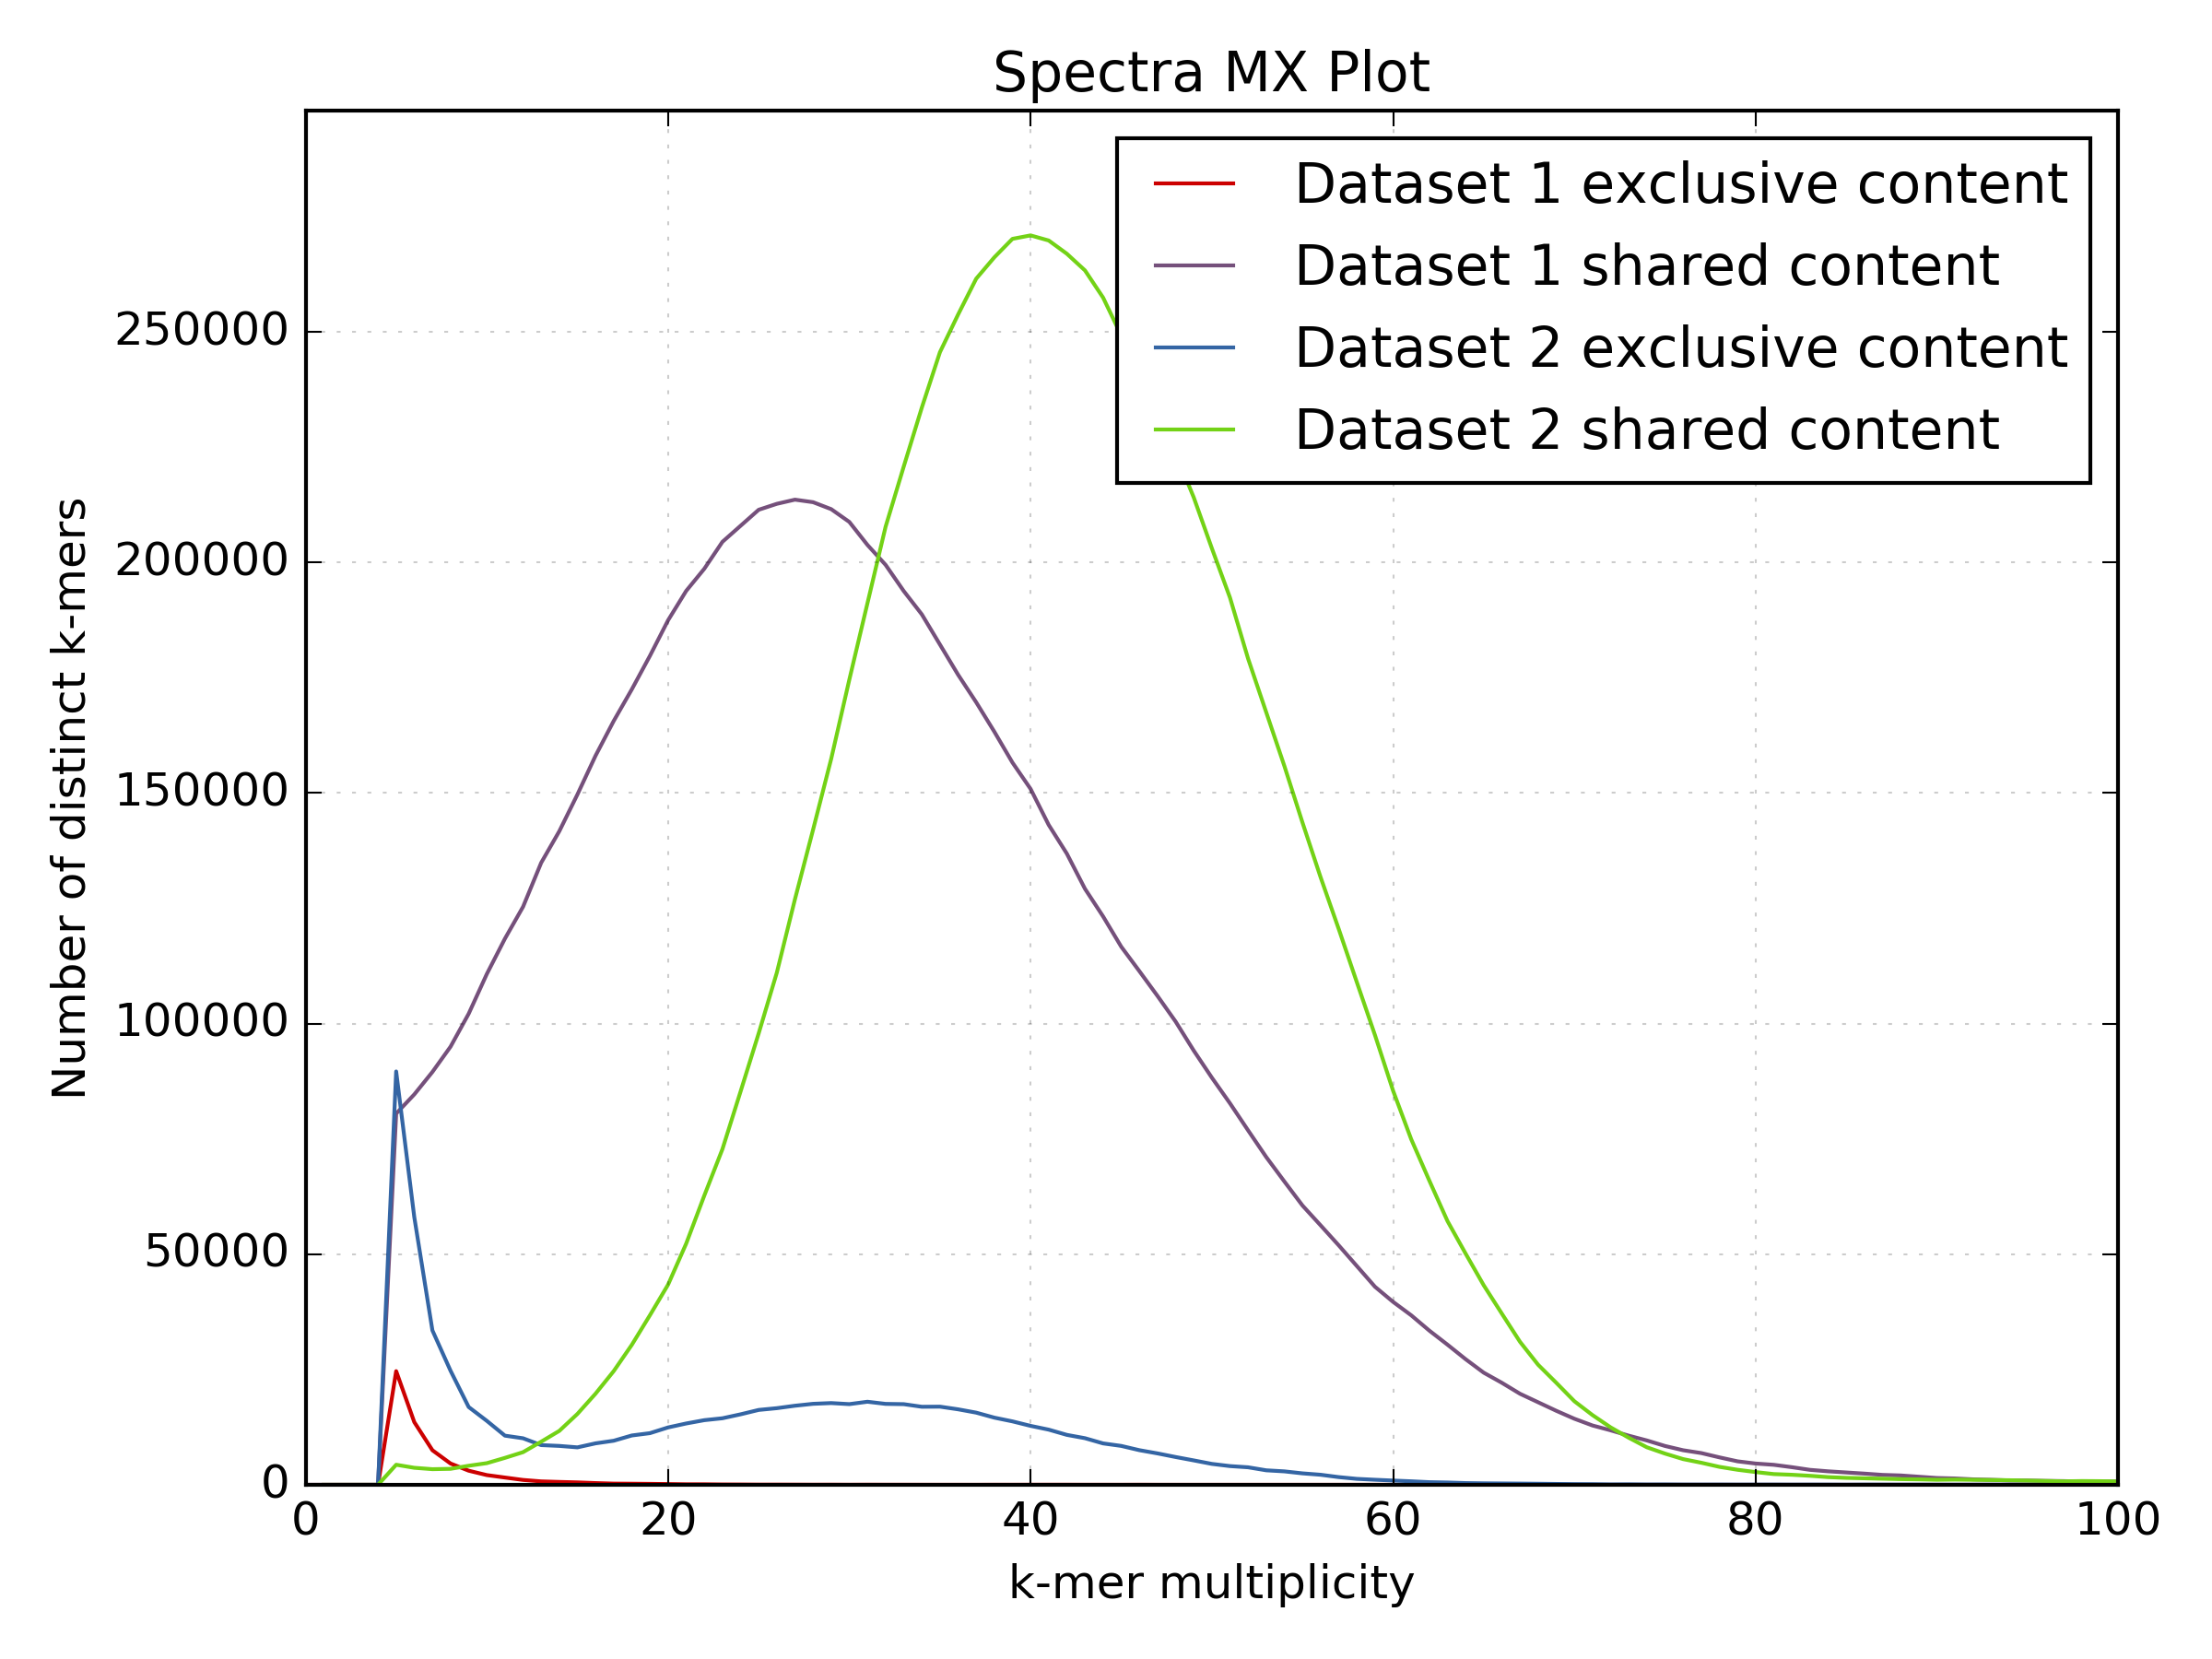 Spectra MX Plot
Dataset 1 exclusive content
Dataset 1 shared content
Dataset 2 exclusive content
Dataset 2 shared content
Number of distinct k-mers
250000
200000
150000
100000
50000
0
0 20 40 60 80 100
k-mer multiplicity